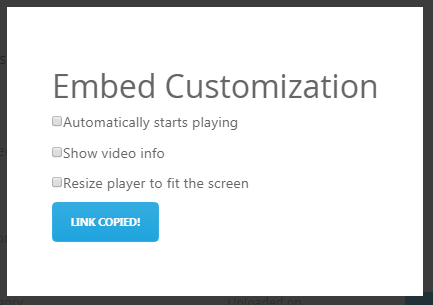 Embed Customization
Automatically starts playing
Show video info
Resize player to fit the screen
LINK COPIED!